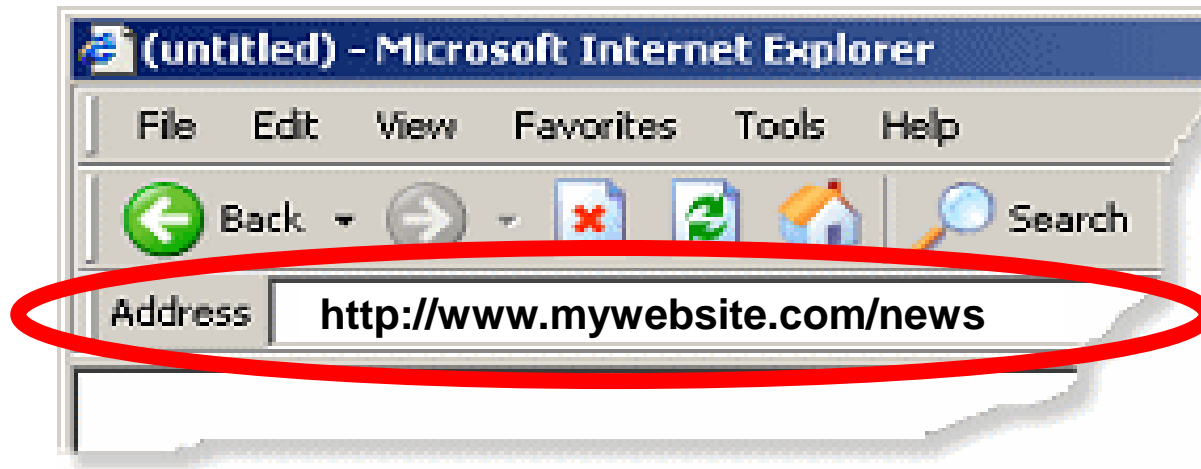 (untitled) - Microsoft Internet Explorer
File Edit View Favorites Tools Help
Back Search
Address http://www.mywebsite.com/news